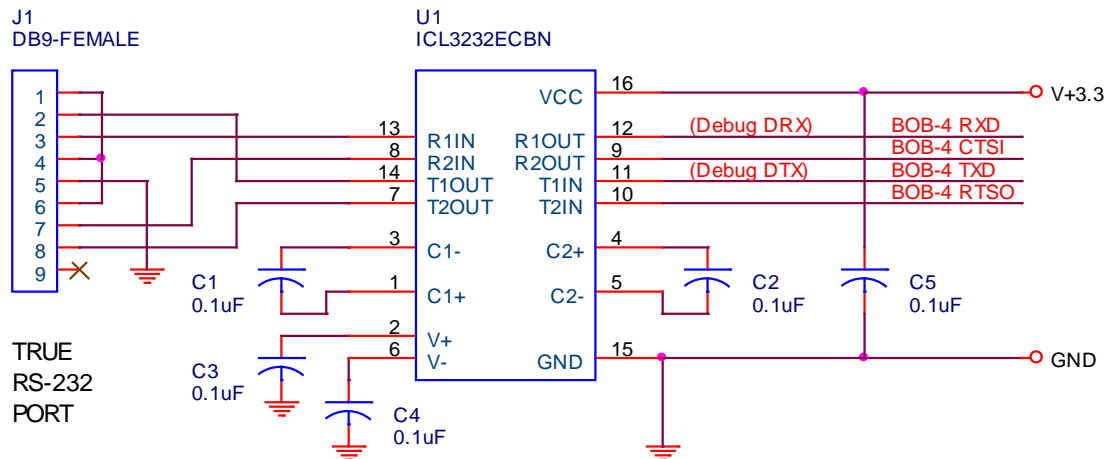 J1
DB9-FEMALE
1
2
3
4
5
6
7
8
9
TRUE
RS-232
PORT
U1
ICL3232ECBN
13 R1IN
8 R2IN
14 T1OUT
7 T2OUT
3 C1-
1 C1+
2 V+
6 V-
VCC 16
R1OUT 12 (Debug DRX) BOB-4 RXD
R2OUT 9 BOB-4 CTSI
T1IN 11 (Debug DTX) BOB-4 TXD
T2IN 10 BOB-4 RTSO
C2+ 4
C2- 5
GND 15
C1
0.1uF
C3
0.1uF
C4
0.1uF
C2
0.1uF
C5
0.1uF
V+3.3
GND